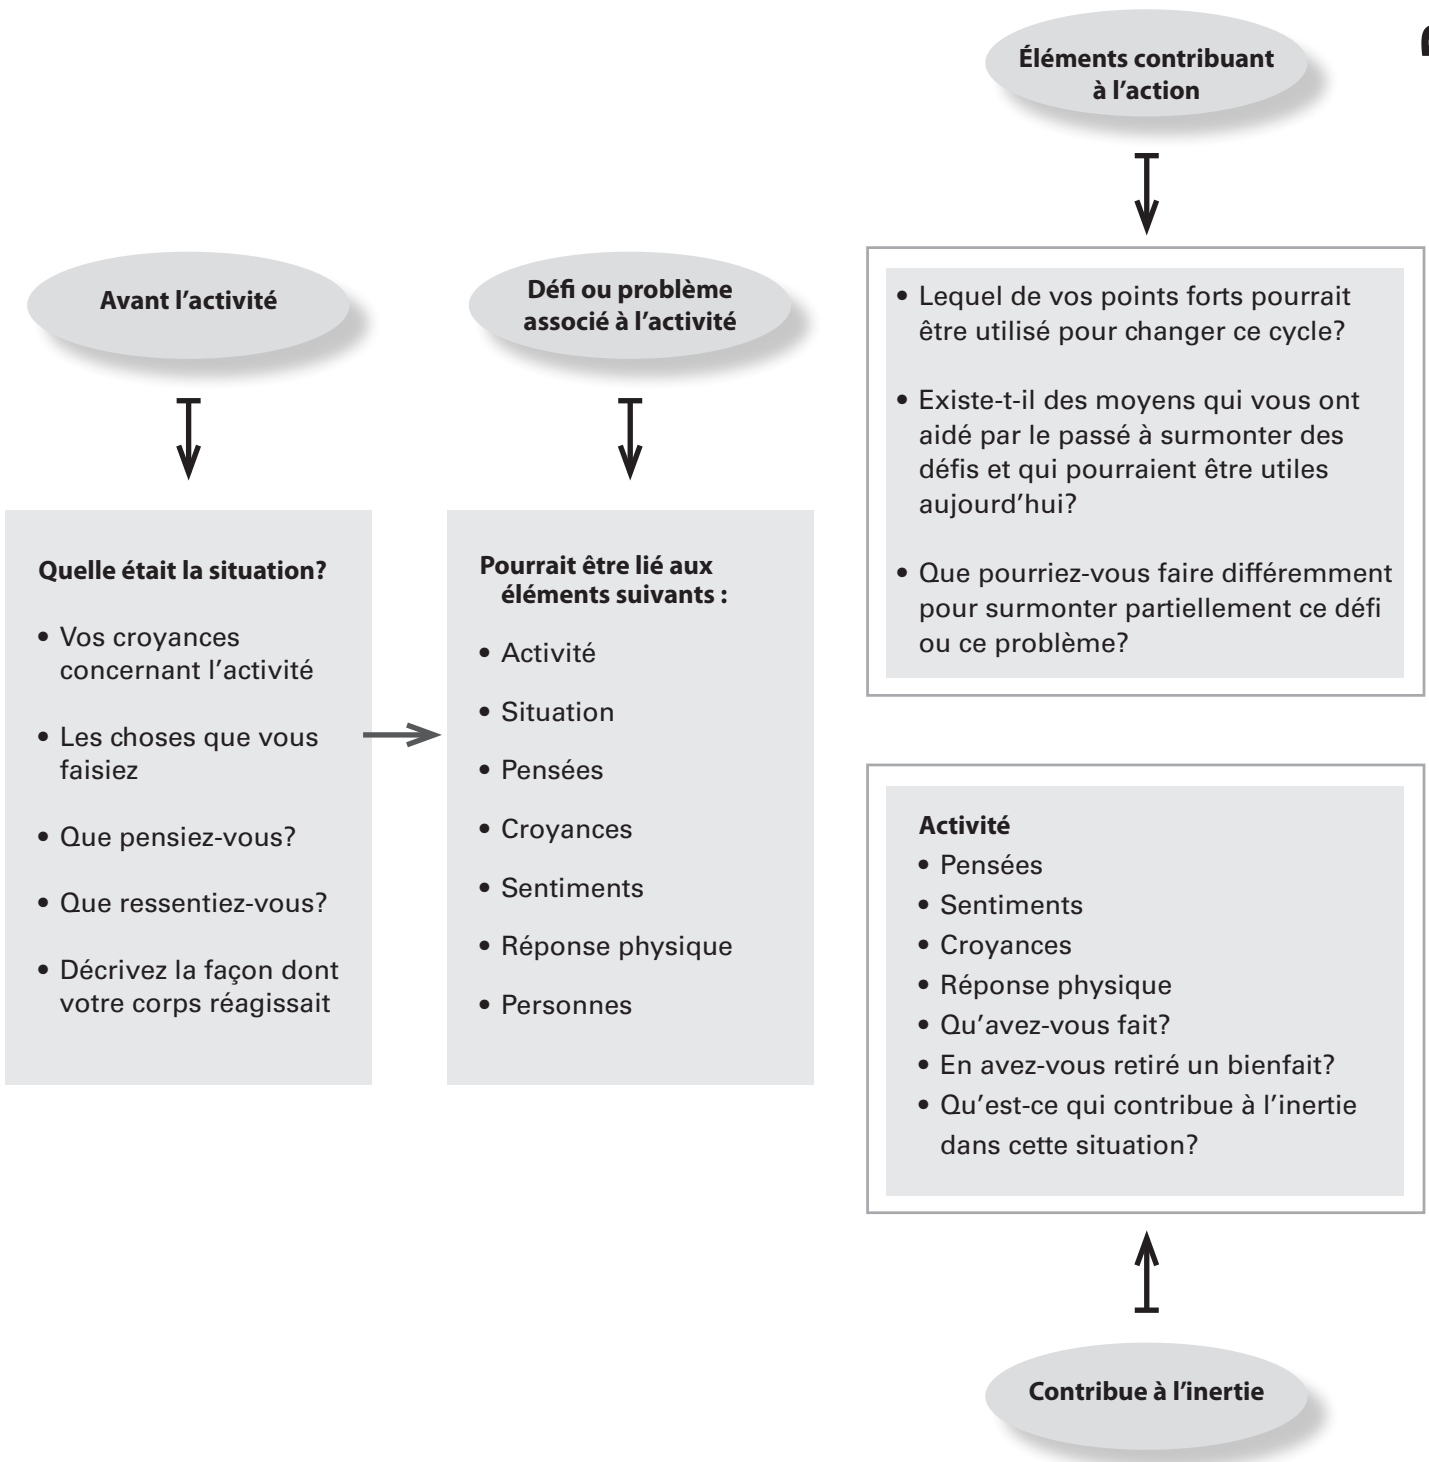 Éléments contribuant
à l'action
Avant l'activité
Défi ou problème
associé à l'activité
• Lequel de vos points forts pourrait
être utilisé pour changer ce cycle?
• Existe-t-il des moyens qui vous ont
aidé par le passé à surmonter des
défis et qui pourraient être utiles
aujourd'hui?
• Que pourriez-vous faire différemment
pour surmonter partiellement ce défi
ou ce problème?
Quelle était la situation?
• Vos croyances
concernant l'activité
• Les choses que vous
faisiez
• Que pensiez-vous?
• Que ressentiez-vous?
• Décrivez la façon dont
votre corps réagissait
Pourrait être lié aux
éléments suivants :
• Activité
• Situation
• Pensées
• Croyances
• Sentiments
• Réponse physique
• Personnes
Activité
• Pensées
• Sentiments
• Croyances
• Réponse physique
• Qu'avez-vous fait?
• En avez-vous retiré un bienfait?
• Qu'est-ce qui contribue à l'inertie
dans cette situation?
Contribue à l'inertie